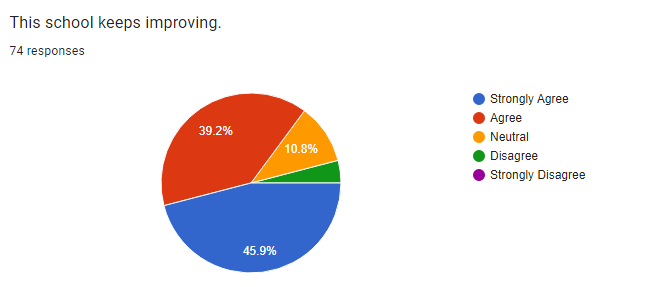 This school keeps improving.
74 responses
39.2%
10.8%
45.9%
Strongly Agree
Agree
Neutral
Disagree
Strongly Disagree